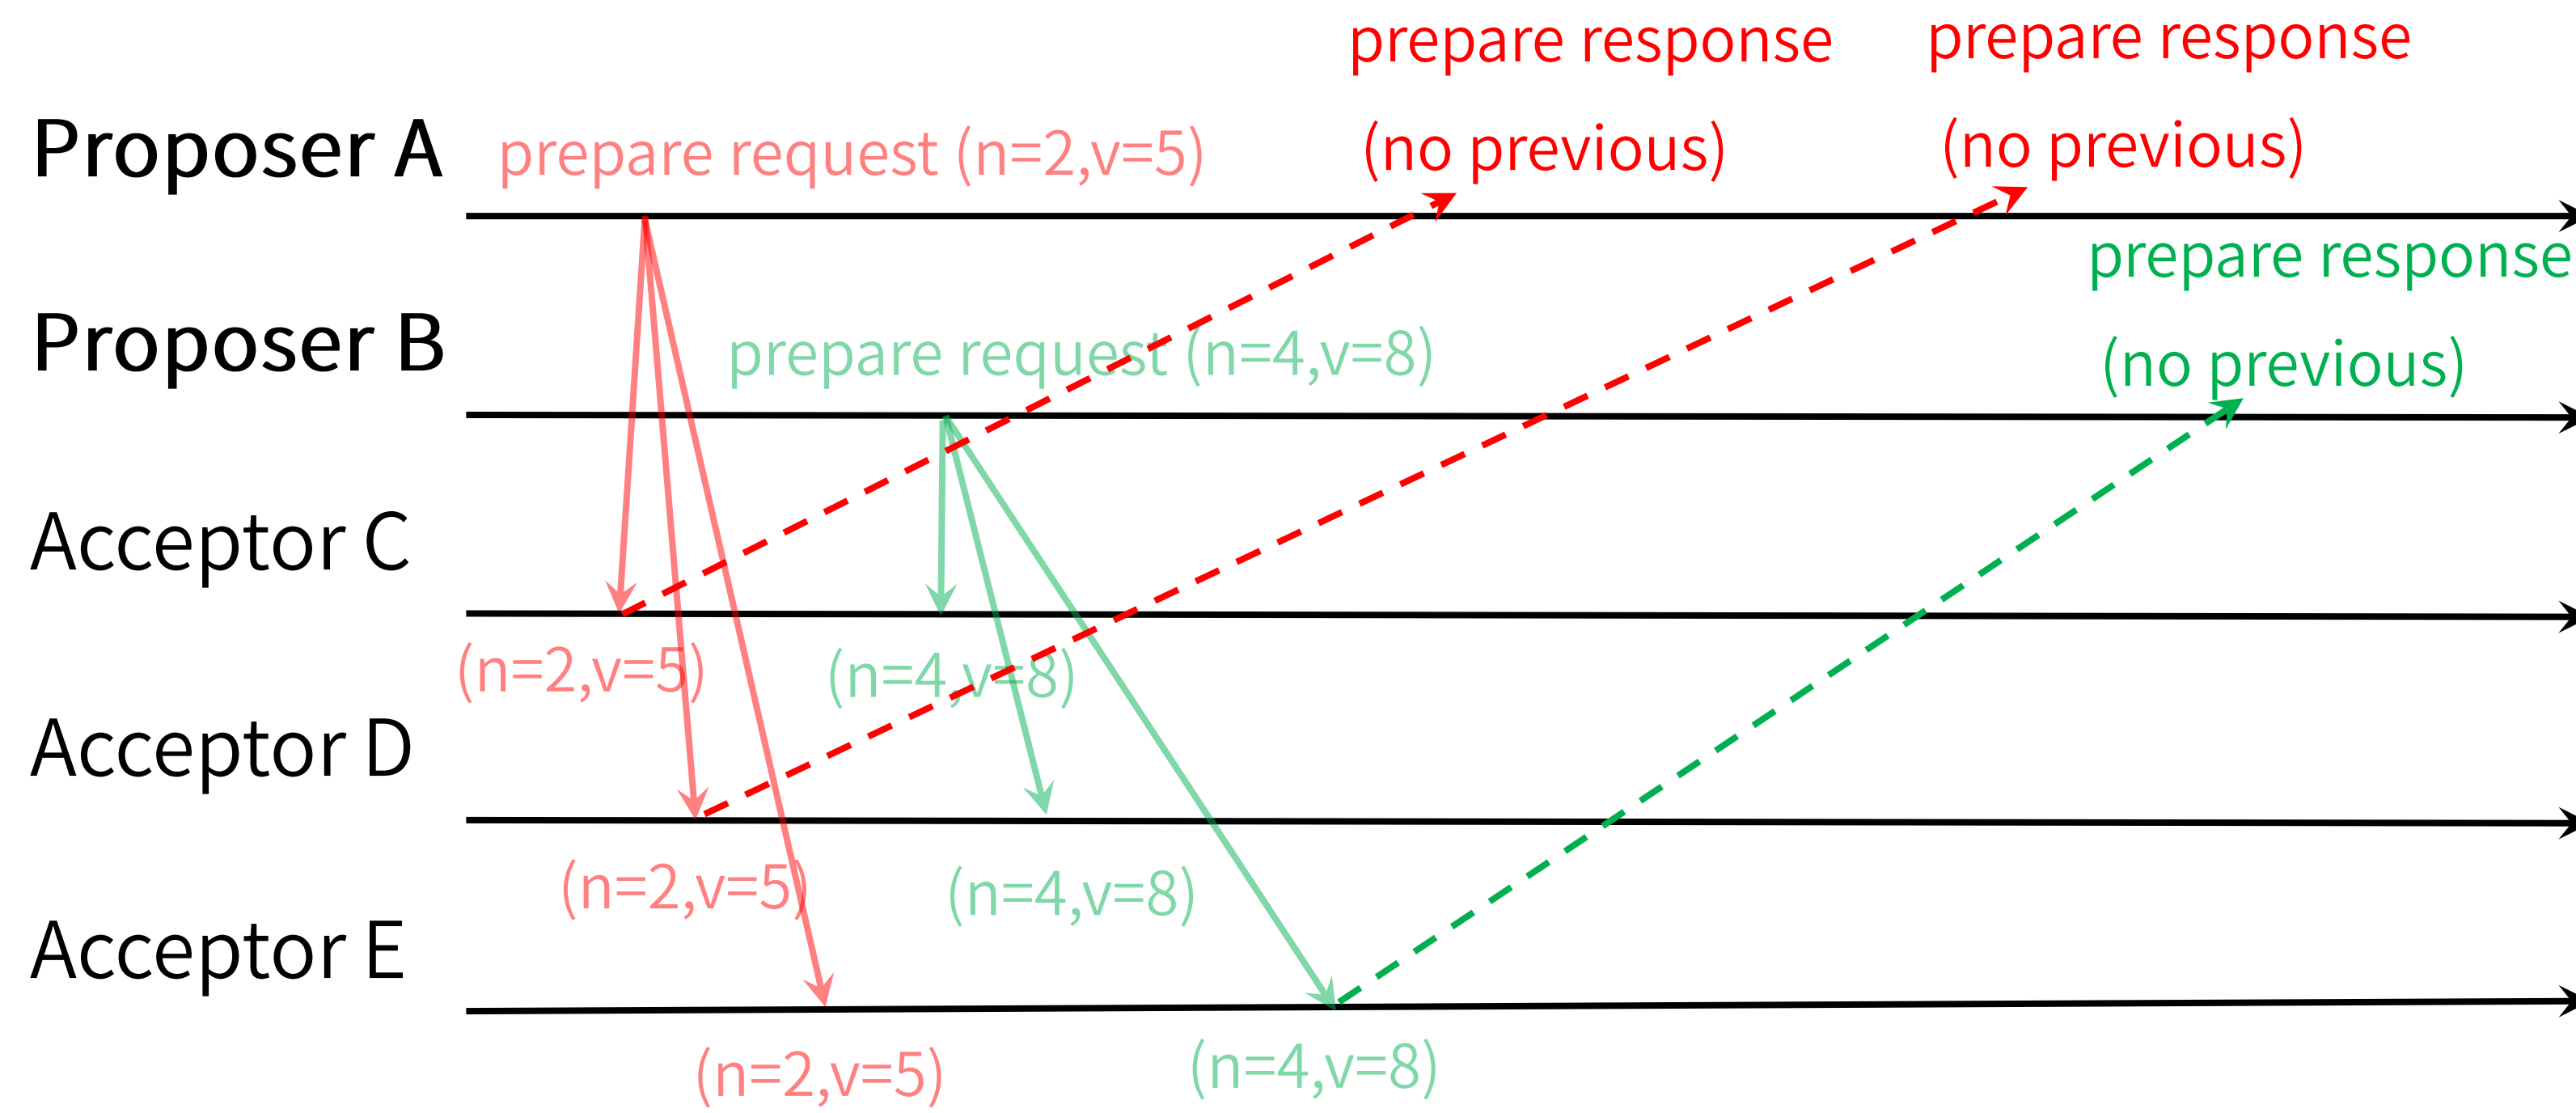 prepare response
prepare response
Proposer A
prepare request (n=2,v=5)
(no previous)
(no previous)
prepare response
Proposer B
prepare request (n=4,v=8)
(no previous)
Acceptor C
(n=2,v=5)
(n=4,v=8)
Acceptor D
(n=2,v=5)
(n=4,v=8)
Acceptor E
(n=2,v=5)
(n=4,v=8)